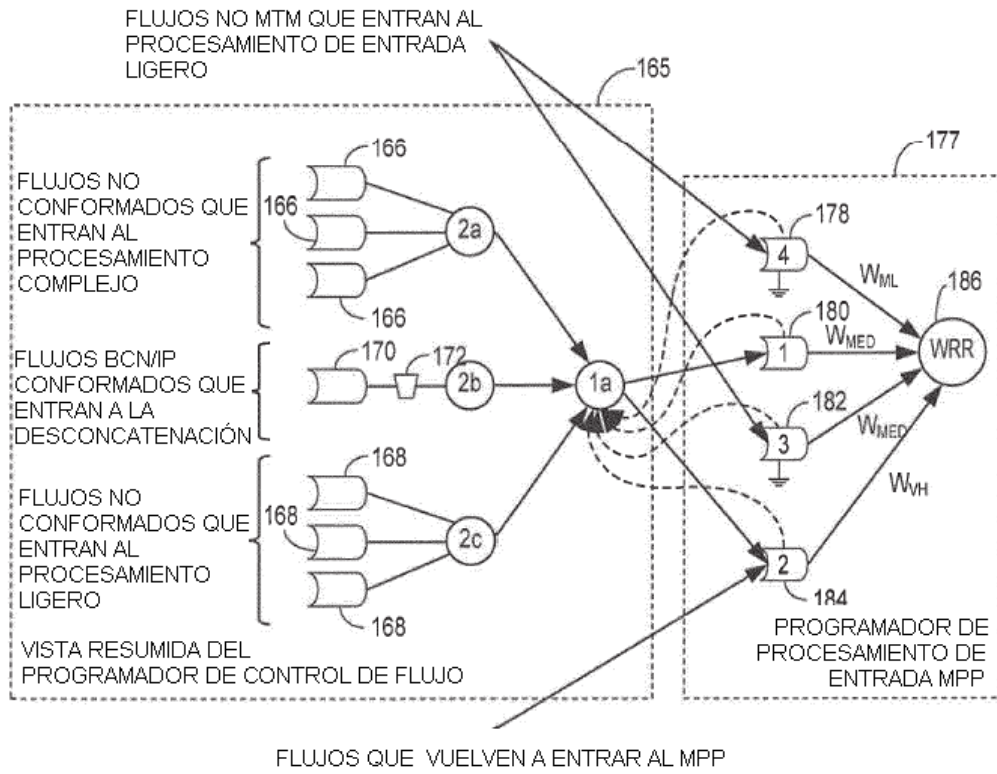 FLUJOS NO MTM QUE ENTRAN AL
PROCESAMIENTO DE ENTRADA
LIGERO
165
177
FLUJOS NO
CONFORMADOS QUE
ENTRAN AL
PROCESAMIENTO
COMPLEJO
166
166
166
2a
FLUJOS BCN/IP
CONFORMADOS QUE
ENTRAN A LA
DESCONCATENACIÓN
170
172
2b
1a
FLUJOS NO
CONFORMADOS QUE
ENTRAN AL
PROCESAMIENTO
LIGERO
168
168
168
2c
VISTA RESUMIDA DEL
PROGRAMADOR DE CONTROL DE FLUJO
178
4
WML
180
1
WMED
186
WRR
182
3
WMED
WVH
2
184
PROGRAMADOR DE
PROCESAMIENTO DE
ENTRADA MPP
FLUJOS QUE VUELVEN A ENTRAR AL MPP